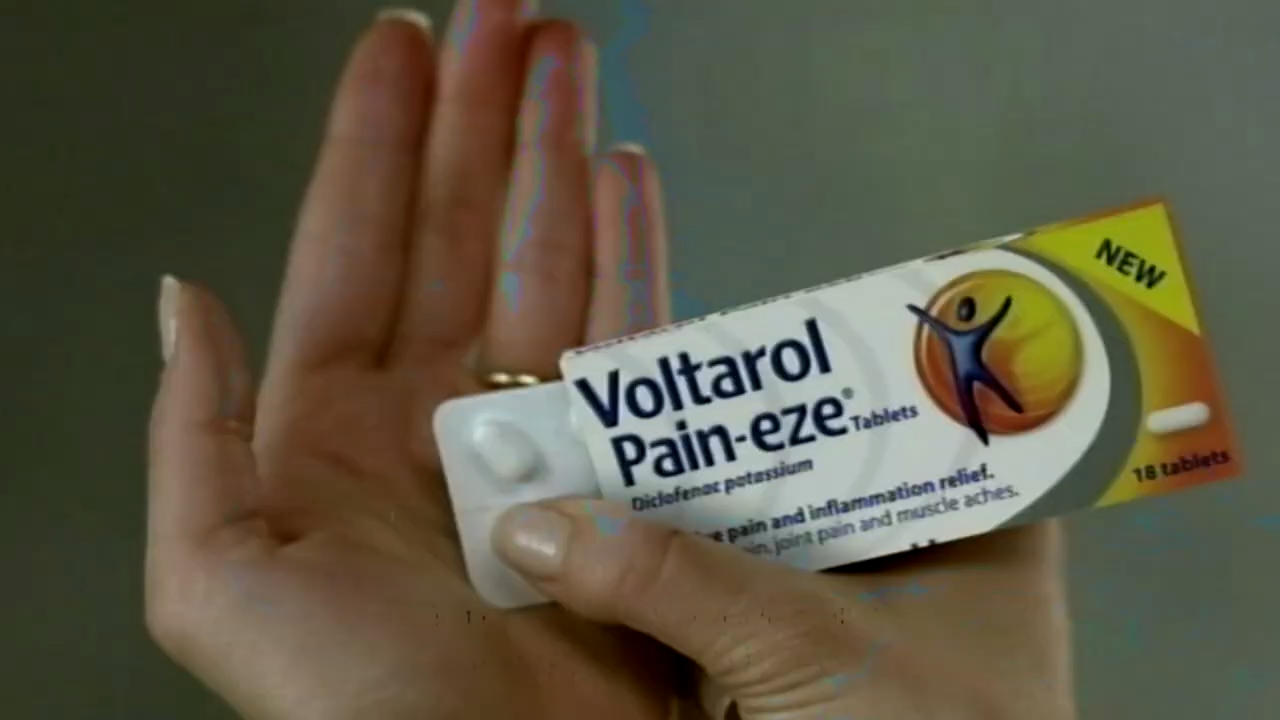 NEW
Voltarol
Pain-eze® Tablets
Diclofenac potassium
pain and inflammation relief.
joint pain and muscle aches.
18 tablets